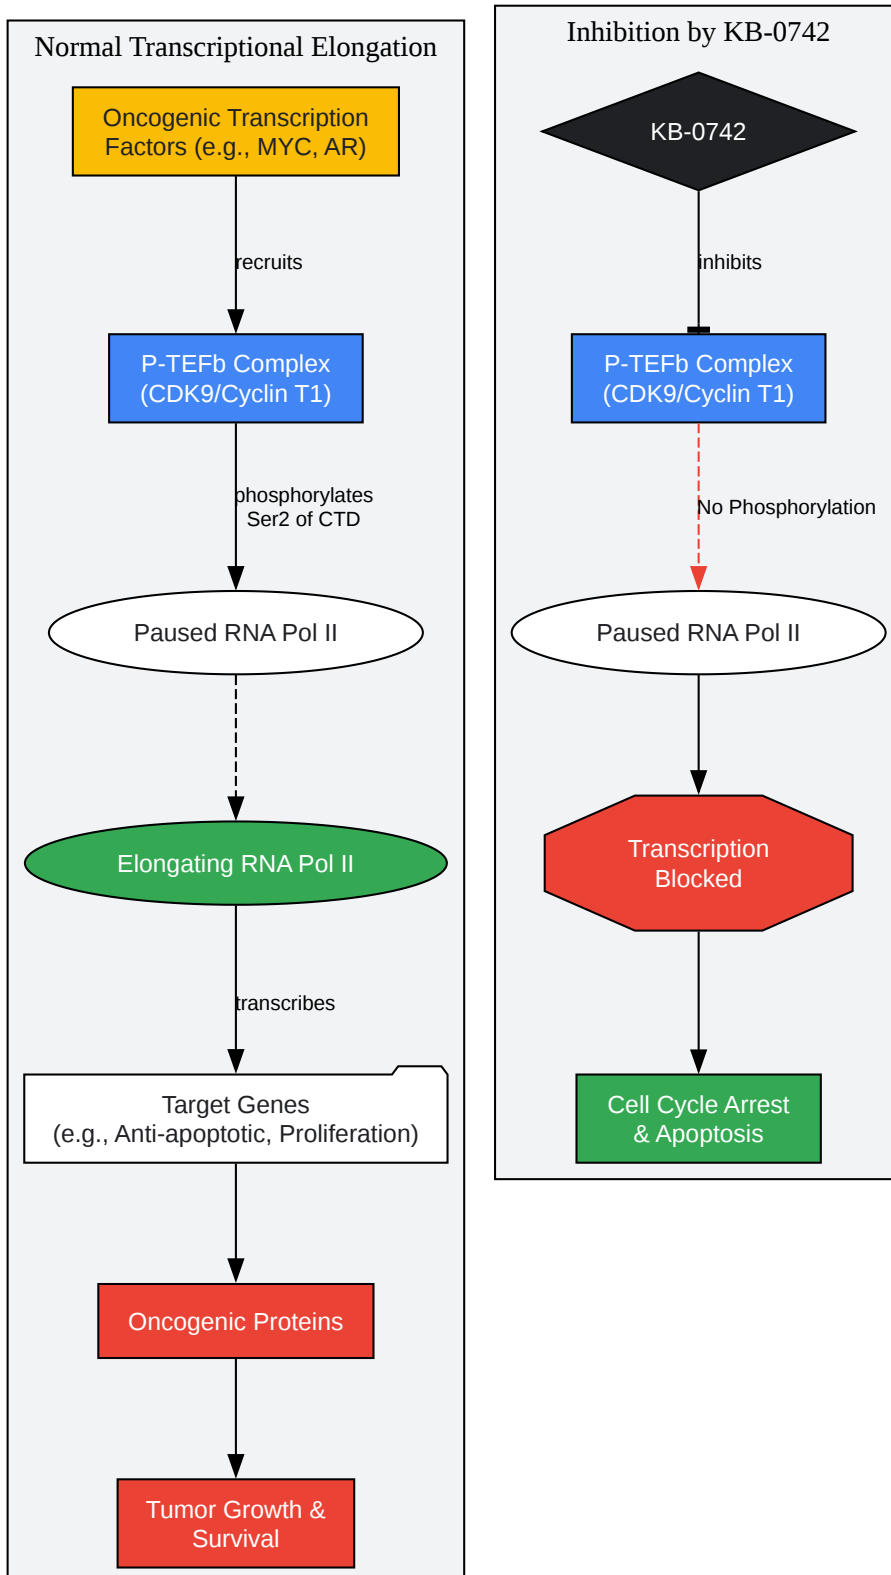 Normal Transcriptional Elongation
Oncogenic Transcription
Factors (e.g., MYC, AR)
recruits
P-TEFb Complex
(CDK9/Cyclin T1)
phosphorylates
Ser2 of CTD
Paused RNA Pol II
Elongating RNA Pol II
transcribes
Target Genes
(e.g., Anti-apoptotic, Proliferation)
Oncogenic Proteins
Tumor Growth &
Survival
Inhibition by KB-0742
KB-0742
inhibits
P-TEFb Complex
(CDK9/Cyclin T1)
No Phosphorylation
Paused RNA Pol II
Transcription
Blocked
Cell Cycle Arrest
& Apoptosis